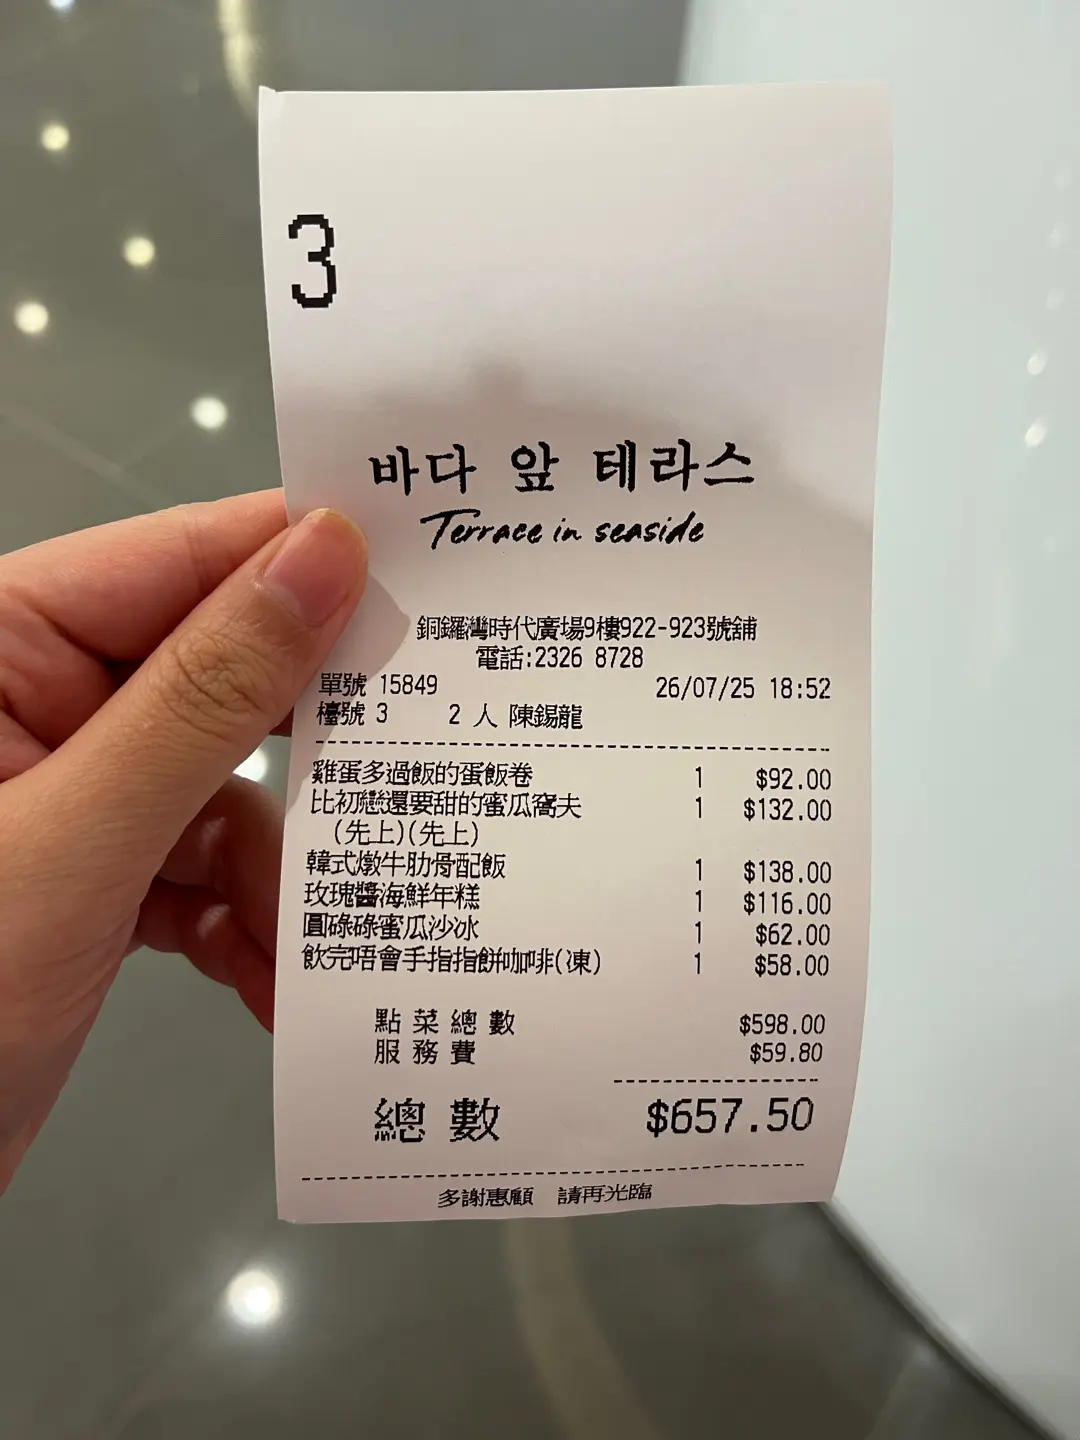 3
바다 앞 테라스
Terrace in seaside
銅鑼灣時代廣場9樓922-923號舖
電話:2326 8728
單號 15849 26/07/25 18:52
檯號 3 2 人 陳錫龍
雞蛋多過飯的蛋飯卷 1 $92.00
比初戀還要甜的蜜瓜窩夫 1 $132.00
(先上)(先上)
韓式燉牛肋骨配飯 1 $138.00
玫瑰醬海鮮年糕 1 $116.00
圓碌碌蜜瓜沙冰 1 $62.00
飲完唔會手指指餅咖啡(凍) 1 $58.00
點菜總數 $598.00
服務費 $59.80
總數 $657.50
多謝惠顧 請再光臨